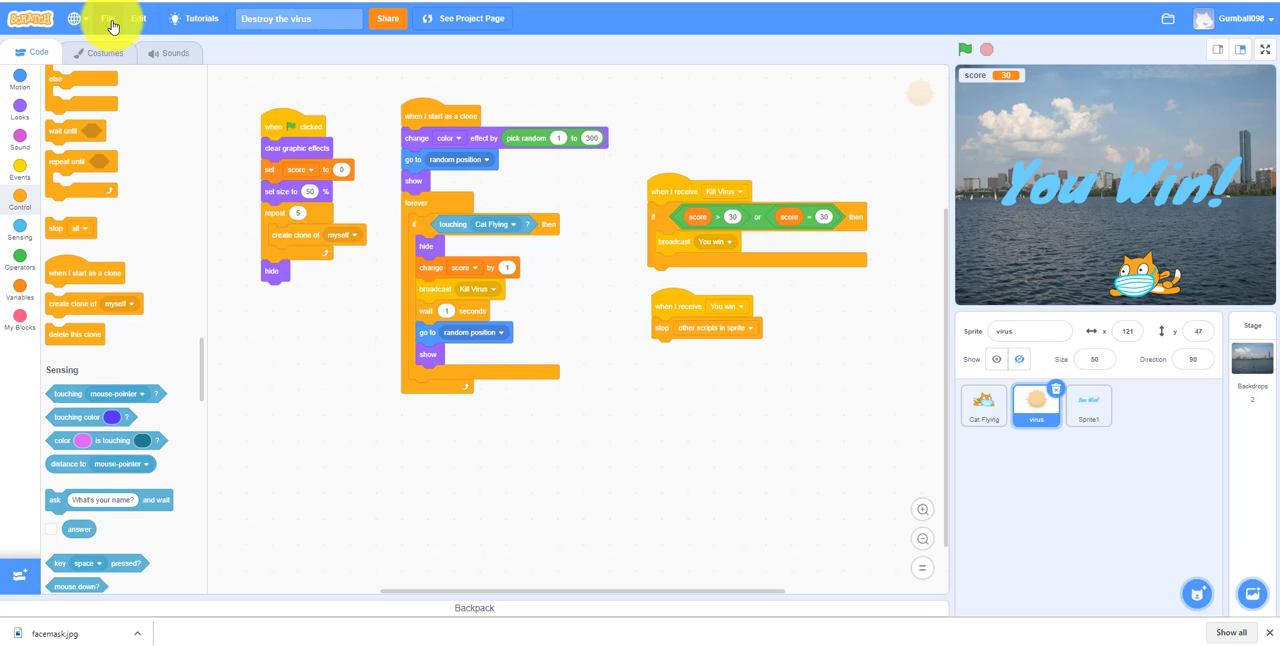 SCRATCH File Edit Tutorials Destroy the virus Share See Project Page Gumball098
Code Costumes Sounds
Motion
Looks
Sound
Events
Control
Sensing
Operators
Variables
My Blocks
else
wait until
repeat until
stop all
when I start as a clone
create clone of myself
delete this clone
Sensing
touching mouse-pointer ?
touching color ?
color is touching ?
distance to mouse-pointer
ask What's your name? and wait
answer
key space pressed?
mouse down?
when clicked
clear graphic effects
set score to 0
set size to 50 %
repeat 5
create clone of myself
hide
when I start as a clone
change color effect by pick random 1 to 300
go to random position
show
forever
if touching Cat Flying ? then
hide
change score by 1
broadcast Kill Virus
wait 1 seconds
go to random position
show
when I receive Kill Virus
if score > 30 or score = 30 then
broadcast You win
when I receive You win
stop other scripts in sprite
Backpack
score 30
You Win!
Sprite virus x 121 y 47
Show Size 50 Direction 90
Cat Flying virus Sprite1
You Win!
Stage
Backdrops
2
facemask.jpg
Show all